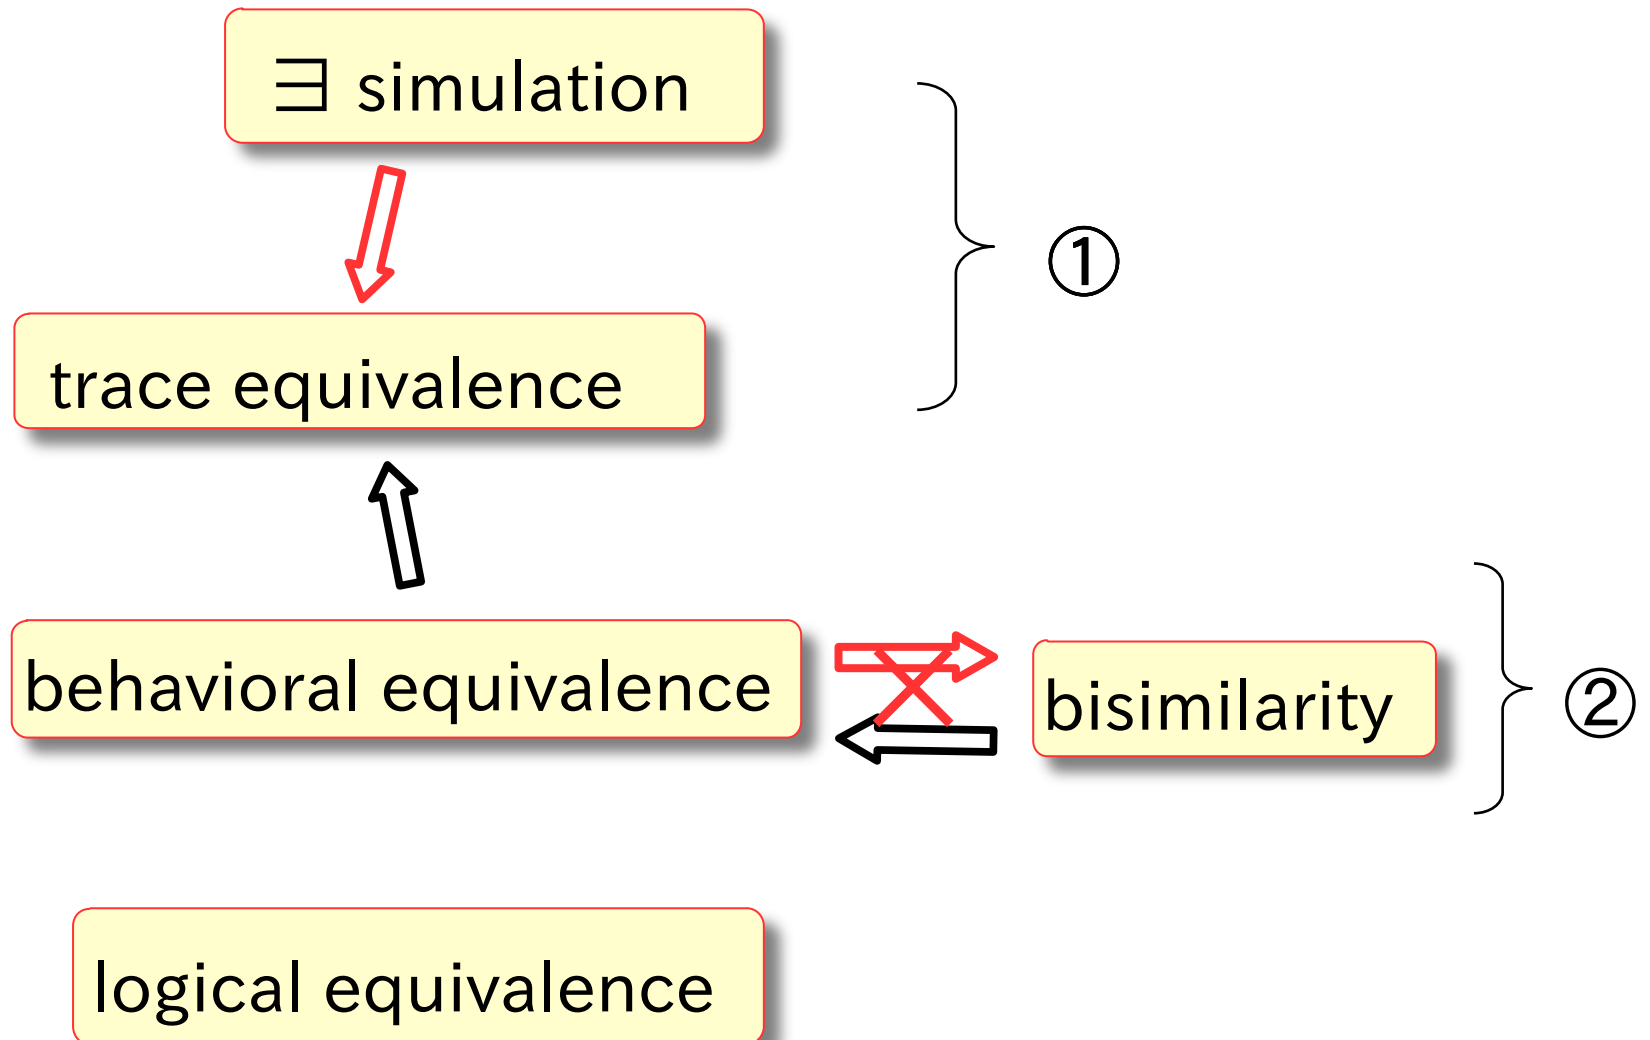 ∃ simulation
①
trace equivalence
behavioral equivalence
bisimilarity
②
logical equivalence